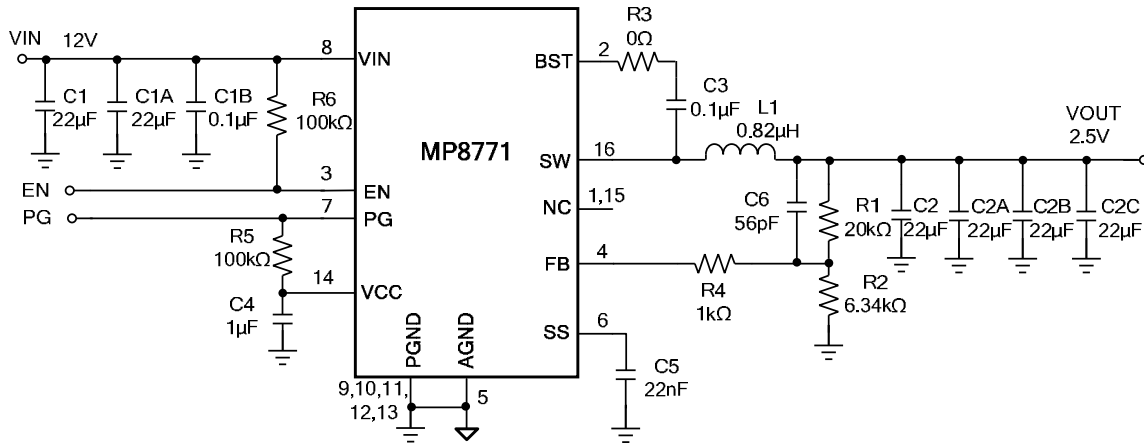 VIN 12V
8
VIN
C1
22µF
C1A
22µF
C1B
0.1µF
R6
100kΩ
EN
3
EN
PG
7
PG
R5
100kΩ
14
VCC
C4
1µF
MP8771
PGND
AGND
9,10,11,
12,13
5
BST
2
R3
0Ω
C3
0.1µF
L1
0.82µH
SW
16
NC
1,15
FB
4
SS
6
C5
22nF
R4
1kΩ
C6
56pF
R1
20kΩ
R2
6.34kΩ
C2
22µF
C2A
22µF
C2B
22µF
C2C
22µF
VOUT
2.5V